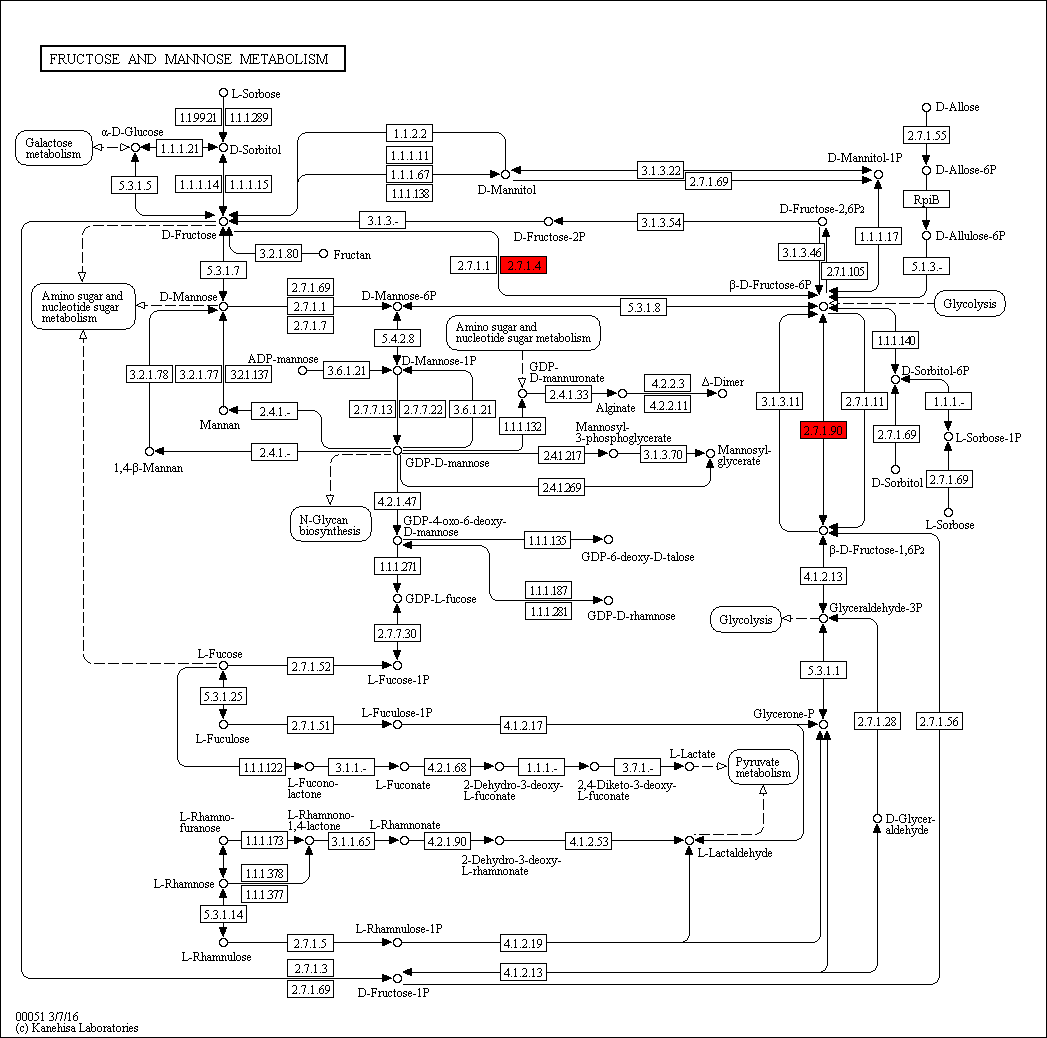 FRUCTOSE AND MANNOSE METABOLISM
L-Sorbose
1.1.99.21
1.1.1.289
α-D-Glucose
Galactose
metabolism
1.1.1.21
D-Sorbitol
5.3.1.5
1.1.1.14
1.1.1.15
1.1.2.2
1.1.1.11
1.1.1.67
1.1.1.138
D-Mannitol
3.1.3.22
2.7.1.69
D-Mannitol-1P
D-Allose
2.7.1.55
D-Allose-6P
RpiB
D-Allulose-6P
5.1.3.-
D-Fructose
3.1.3.-
D-Fructose-2P
3.1.3.54
D-Fructose-2,6P2
1.1.1.17
3.1.3.46
2.7.1.105
3.2.1.80
Fructan
2.7.1.1
2.7.1.4
5.3.1.7
β-D-Fructose-6P
Glycolysis
Amino sugar and
nucleotide sugar
metabolism
D-Mannose
2.7.1.69
2.7.1.1
2.7.1.7
D-Mannose-6P
5.3.1.8
5.4.2.8
Amino sugar and
nucleotide sugar metabolism
1.1.1.140
D-Sorbitol-6P
ADP-mannose
3.6.1.21
D-Mannose-1P
GDP-
D-mannuronate
3.2.1.78
3.2.1.77
3.2.1.137
2.4.1.33
Alginate
4.2.2.3
4.2.2.11
Δ-Dimer
3.1.3.11
2.7.1.11
1.1.1.-
2.7.1.90
2.7.1.69
L-Sorbose-1P
Mannan
2.4.1.-
2.7.7.13
2.7.7.22
3.6.1.21
1.1.1.132
Mannosyl-
3-phosphoglycerate
1,4-β-Mannan
2.4.1.-
GDP-D-mannose
2.4.1.217
3.1.3.70
Mannosyl-
glycerate
2.4.1.269
D-Sorbitol
2.7.1.69
L-Sorbose
4.2.1.47
N-Glycan
biosynthesis
GDP-4-oxo-6-deoxy-
D-mannose
1.1.1.135
GDP-6-deoxy-D-talose
β-D-Fructose-1,6P2
1.1.1.271
4.1.2.13
GDP-L-fucose
1.1.1.187
1.1.1.281
GDP-D-rhamnose
Glycolysis
Glyceraldehyde-3P
2.7.7.30
L-Fucose
2.7.1.52
L-Fucose-1P
5.3.1.1
5.3.1.25
L-Fuculose
2.7.1.51
L-Fuculose-1P
4.1.2.17
Glycerone-P
2.7.1.28
2.7.1.56
1.1.1.122
L-Fucono-
lactone
3.1.1.-
L-Fuconate
4.2.1.68
2-Dehydro-3-deoxy-
L-fuconate
1.1.1.-
2,4-Diketo-3-deoxy-
L-fuconate
3.7.1.-
L-Lactate
Pyruvate
metabolism
L-Rhamno-
furanose
1.1.1.173
L-Rhamnono-
1,4-lactone
3.1.1.65
L-Rhamnonate
4.2.1.90
2-Dehydro-3-deoxy-
L-rhamnonate
4.1.2.53
L-Lactaldehyde
D-Glycer-
aldehyde
L-Rhamnose
1.1.1.378
1.1.1.377
5.3.1.14
L-Rhamnulose
2.7.1.5
L-Rhamnulose-1P
4.1.2.19
2.7.1.3
2.7.1.69
D-Fructose-1P
4.1.2.13
00051 3/7/16
(c) Kanehisa Laboratories